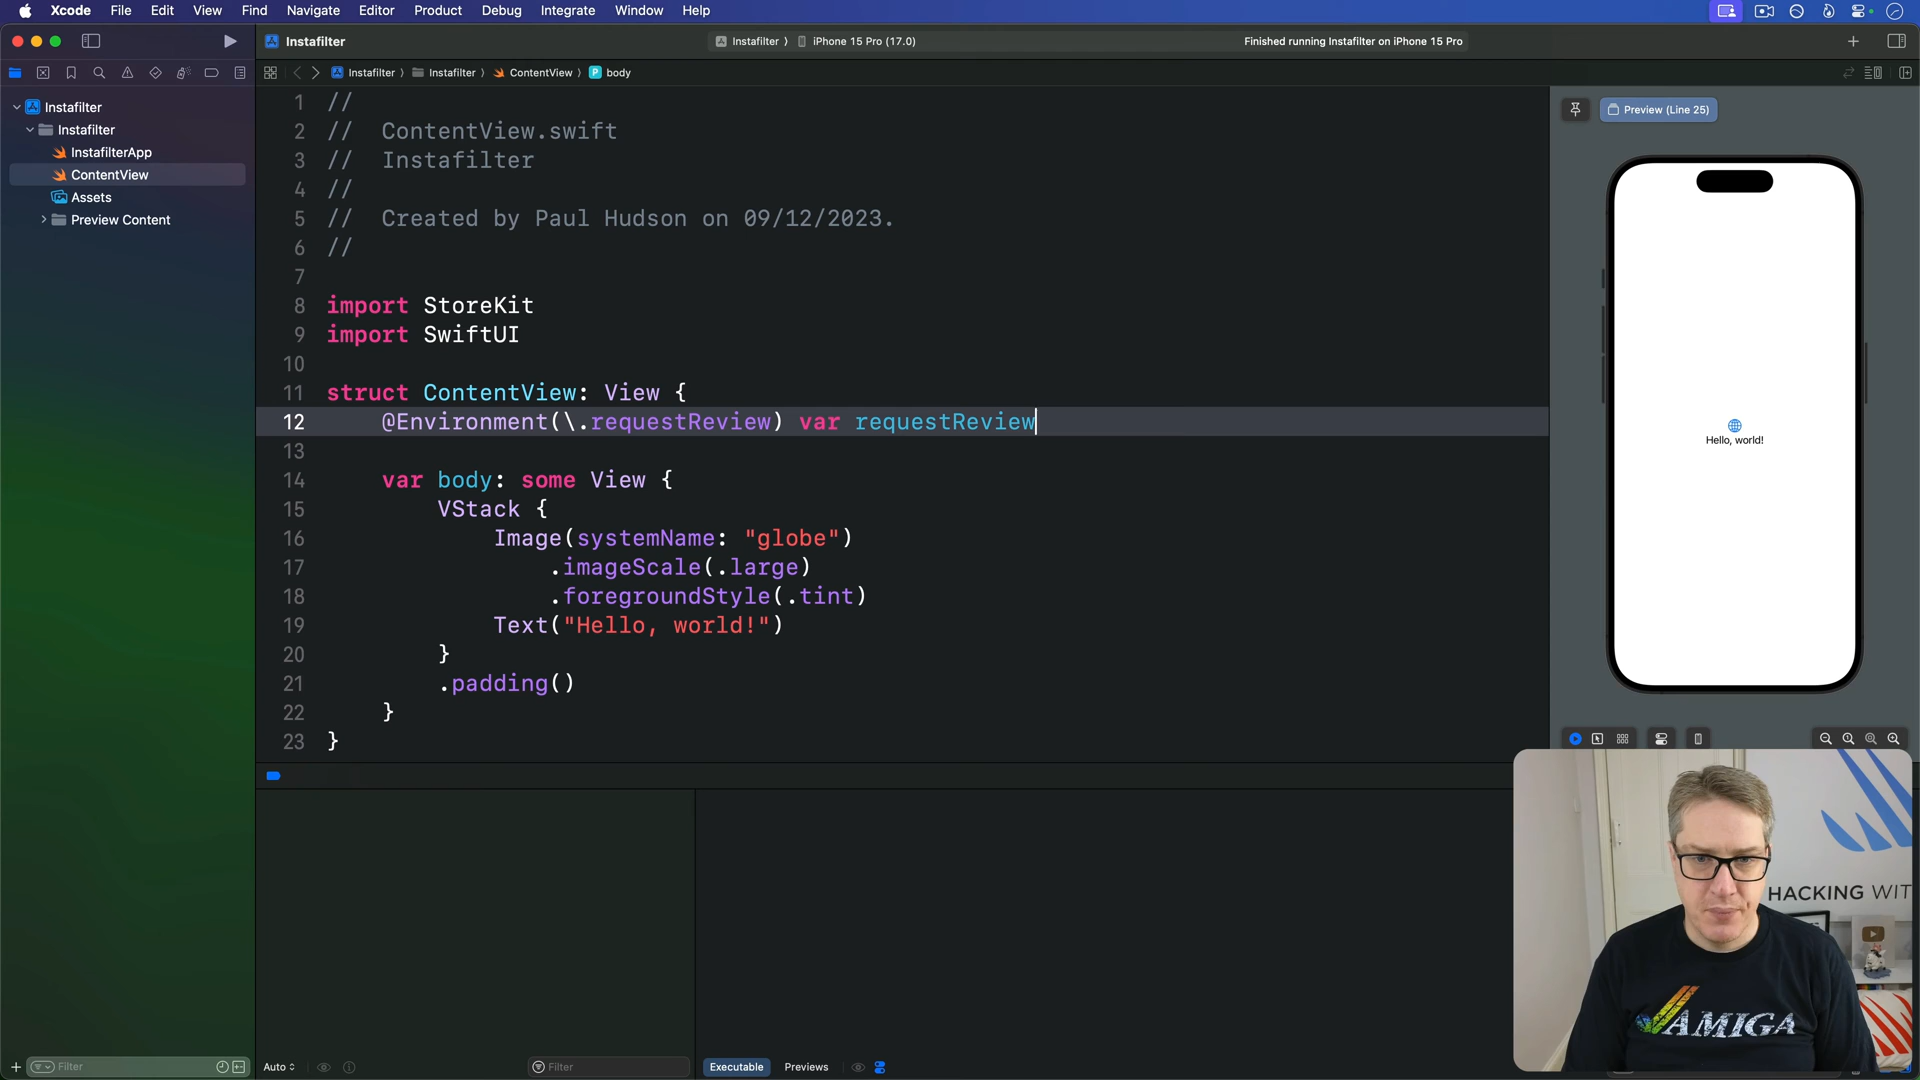 Xcode File Edit View Find Navigate Editor Product Debug Integrate Window Help
Instafilter
Instafilter 〉 iPhone 15 Pro (17.0)
Finished running Instafilter on iPhone 15 Pro
Instafilter 〉 Instafilter 〉 ContentView 〉 P body
Instafilter
Instafilter
InstafilterApp
ContentView
Assets
Preview Content
1 //
2 //  ContentView.swift
3 //  Instafilter
4 //
5 //  Created by Paul Hudson on 09/12/2023.
6 //
7
8 import StoreKit
9 import SwiftUI
10
11 struct ContentView: View {
12     @Environment(\.requestReview) var requestReview
13
14     var body: some View {
15         VStack {
16             Image(systemName: "globe")
17                 .imageScale(.large)
18                 .foregroundStyle(.tint)
19             Text("Hello, world!")
20         }
21         .padding()
22     }
23 }
Preview (Line 25)
Hello, world!
HACKING WIT
AMIGA
Filter
Auto
Filter
Executable Previews